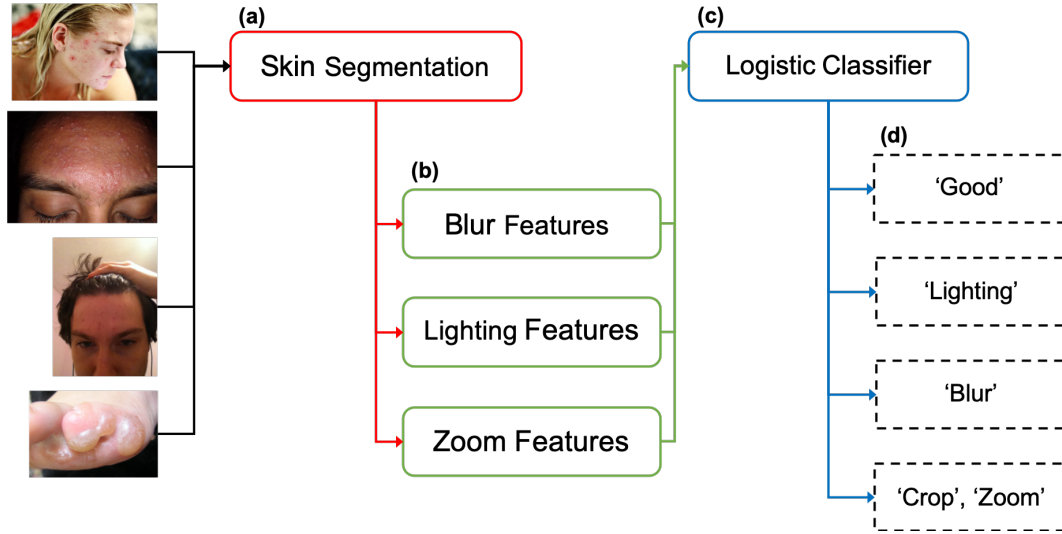 (a)
Skin Segmentation
(b)
Blur Features
Lighting Features
Zoom Features
(c)
Logistic Classifier
(d)
‘Good’
‘Lighting’
‘Blur’
‘Crop’, ‘Zoom’